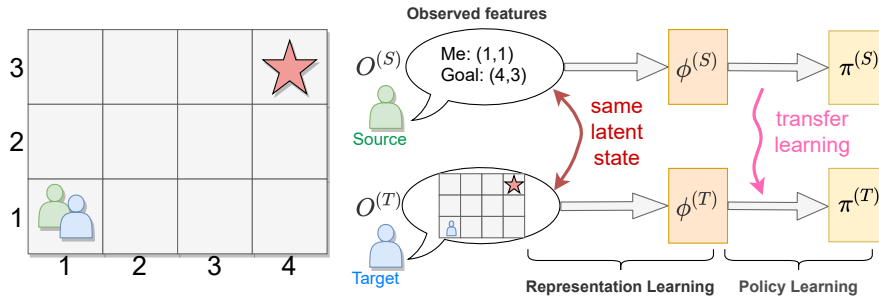 3
2
1
1 2 3 4
Observed features
O^(S)
Me: (1,1)
Goal: (4,3)
Source
ϕ^(S)
π^(S)
same
latent
state
transfer
learning
O^(T)
Target
ϕ^(T)
π^(T)
Representation Learning
Policy Learning